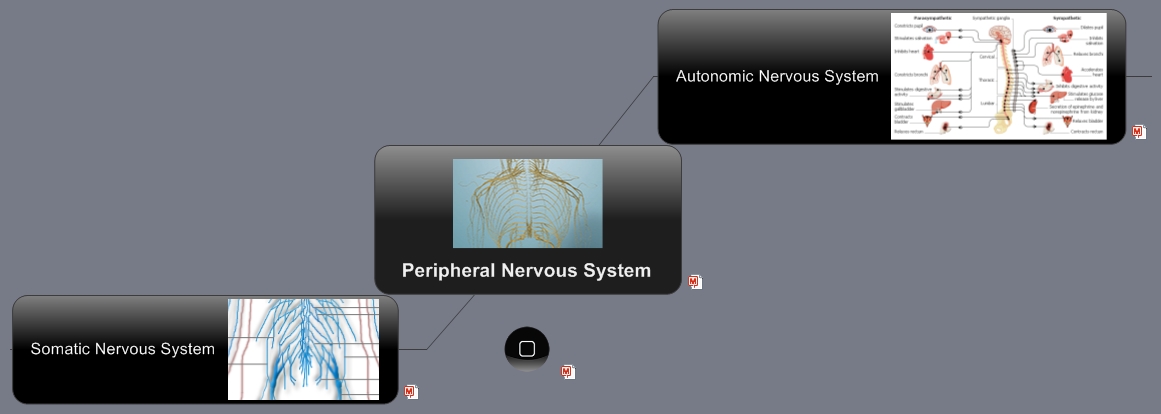 Autonomic Nervous System
Parasympathetic
Sympathetic ganglia
Sympathetic
Constricts pupil
Stimulates salivation
Inhibits heart
Constricts bronchi
Stimulates digestive
activity
Stimulates
gallbladder
Contracts
bladder
Relaxes rectum
Cervical
Thoracic
Lumbar
Dilates pupil
Inhibits
salivation
Relaxes bronchi
Accelerates
heart
Inhibits digestive activity
Stimulates glucose
release by liver
Secretion of epinephrine and
norepinephrine from kidney
Relaxes bladder
Contracts rectum
Peripheral Nervous System
Somatic Nervous System